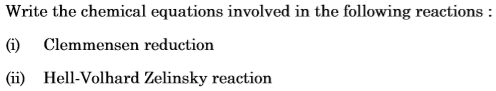 Write the chemical equations involved in the following reactions :
(i) Clemmensen reduction
(ii) Hell-Volhard Zelinsky reaction